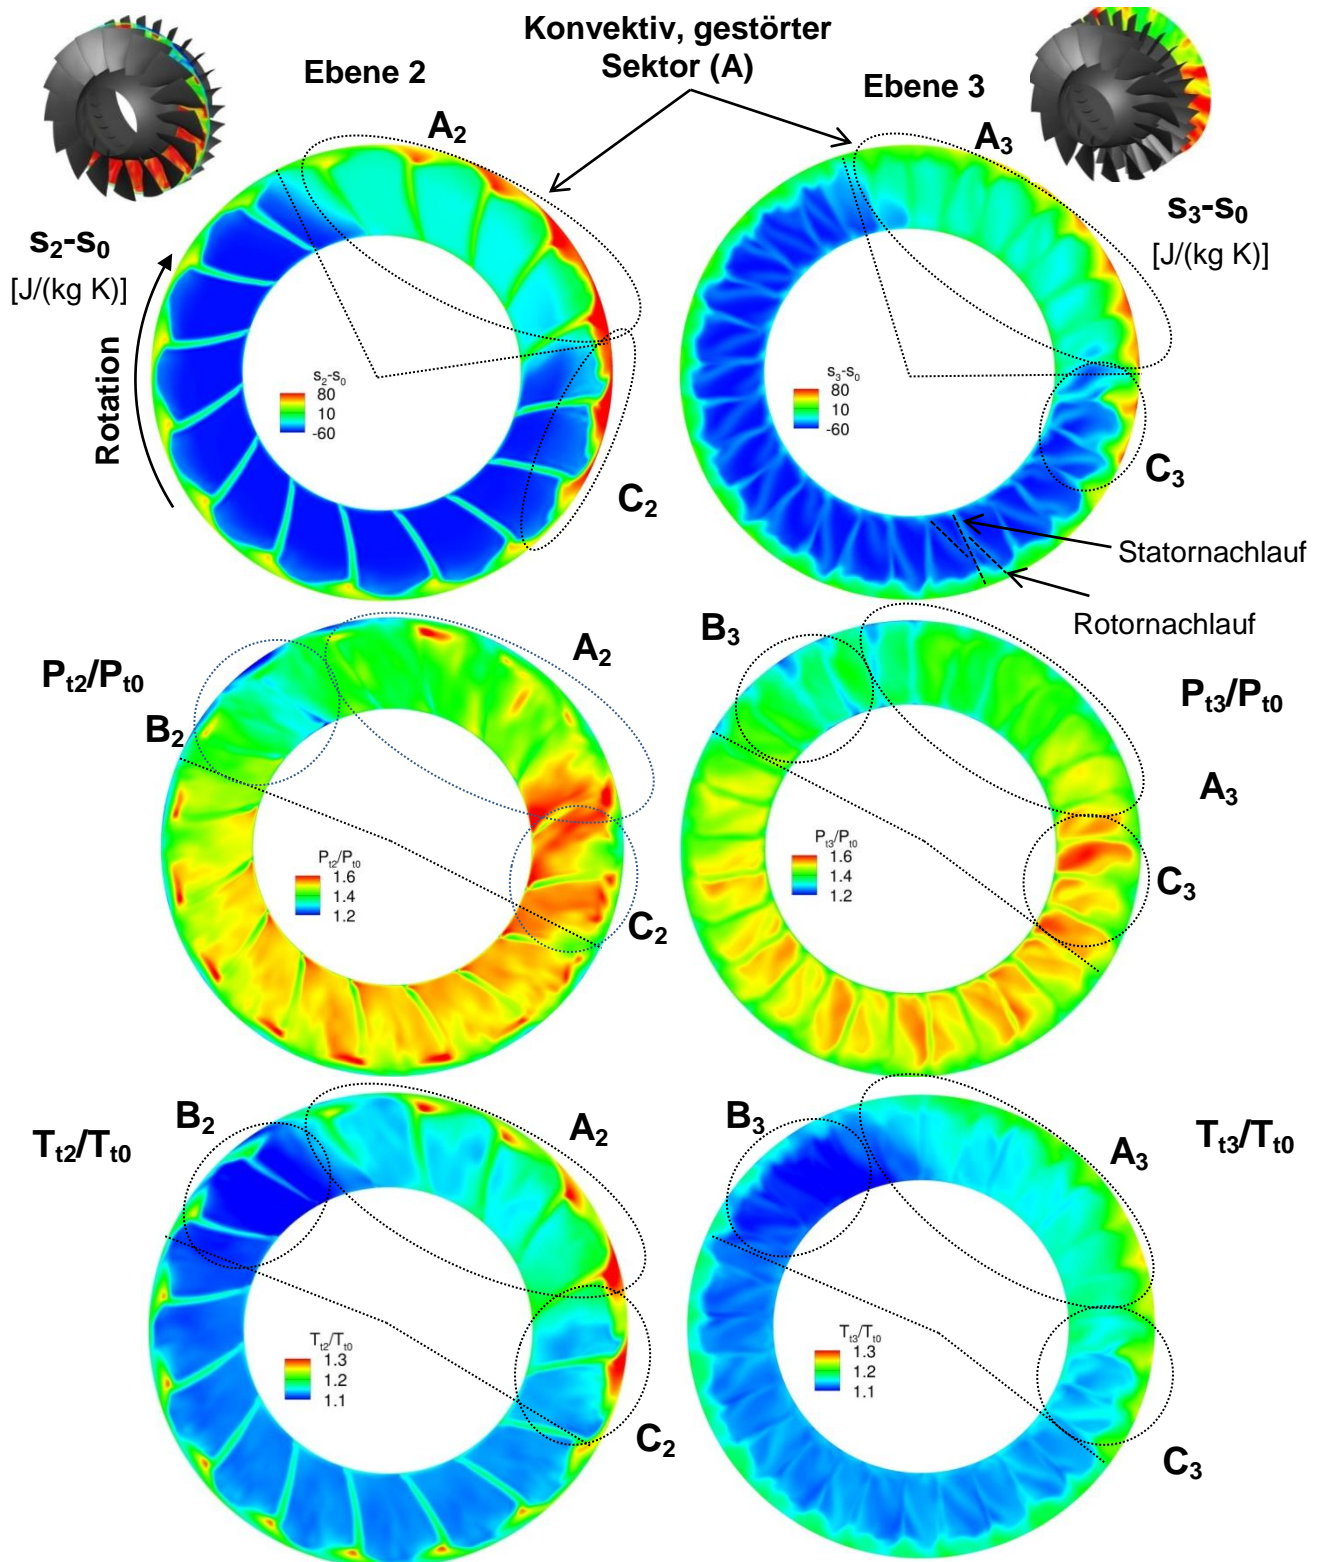 Konvektiv, gestörter
Sektor (A)
Ebene 2
Ebene 3
A₂
A₃
s₂-s₀
[J/(kg K)]
s₃-s₀
[J/(kg K)]
Rotation
s₂-s₀
80
10
-60
s₃-s₀
80
10
-60
C₂
C₃
Statornachlauf
Rotornachlauf
B₃
A₂
Pt2/Pt0
Pt3/Pt0
B₂
A₃
Pt2/Pt0
1.6
1.4
1.2
Pt3/Pt0
1.6
1.4
1.2
C₂
C₃
B₂
A₂
B₃
A₃
Tt2/Tt0
Tt3/Tt0
Tt2/Tt0
1.3
1.2
1.1
Tt3/Tt0
1.3
1.2
1.1
C₂
C₃